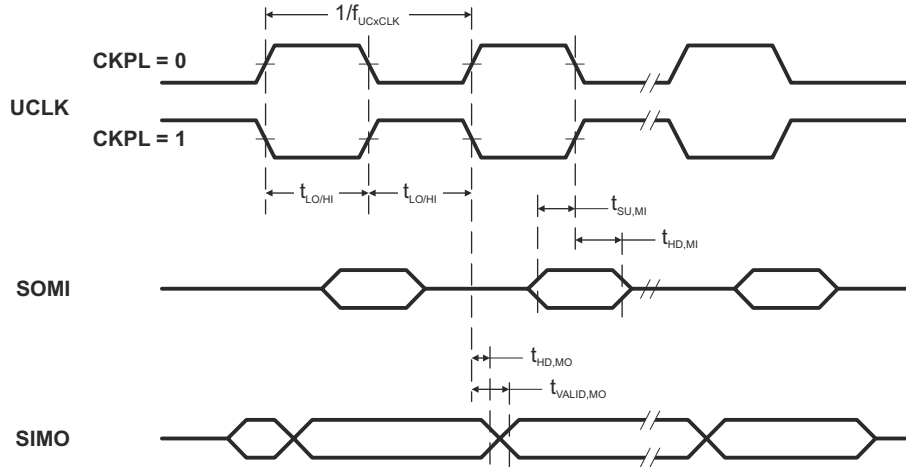 1/fUCxCLK
CKPL = 0
UCLK
CKPL = 1
tLO/HI tLO/HI
tSU,MI
tHD,MI
SOMI
tHD,MO
tVALID,MO
SIMO